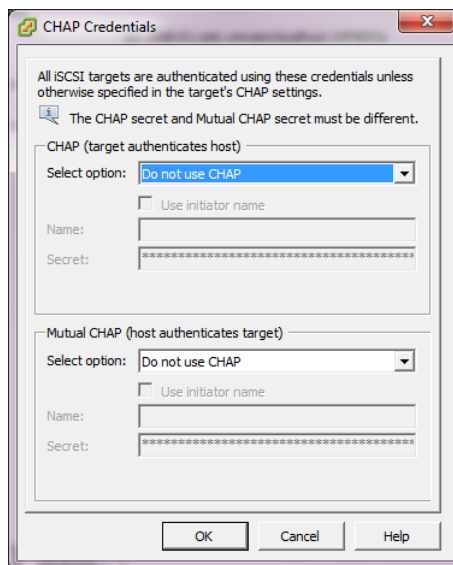 CHAP Credentials
All iSCSI targets are authenticated using these credentials unless
otherwise specified in the target's CHAP settings.
The CHAP secret and Mutual CHAP secret must be different.
CHAP (target authenticates host)
Select option: Do not use CHAP
Use initiator name
Name:
Secret: ******************************************
Mutual CHAP (host authenticates target)
Select option: Do not use CHAP
Use initiator name
Name:
Secret: ******************************************
OK Cancel Help